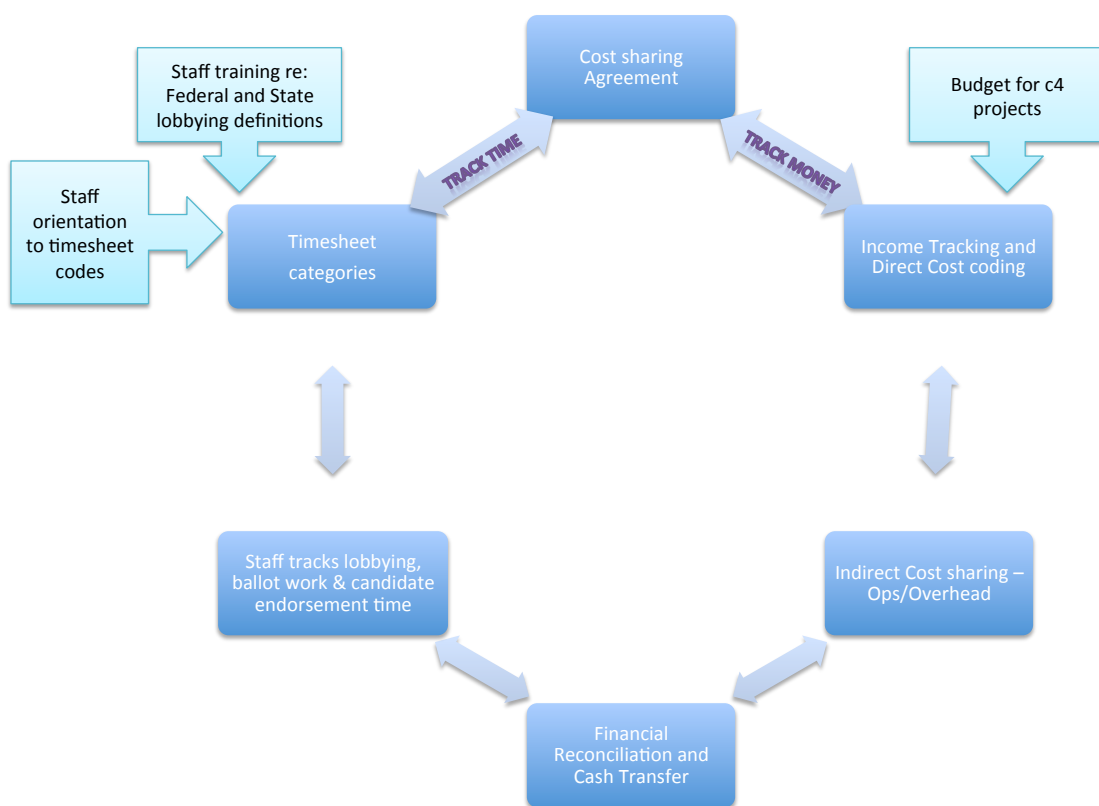 Cost sharing
Agreement
Staff training re:
Federal and State
lobbying definitions
Budget for c4
projects
TRACK TIME
TRACK MONEY
Staff
orientation
to timesheet
codes
Timesheet
categories
Income Tracking and
Direct Cost coding
Staff tracks lobbying,
ballot work & candidate
endorsement time
Indirect Cost sharing –
Ops/Overhead
Financial
Reconciliation and
Cash Transfer